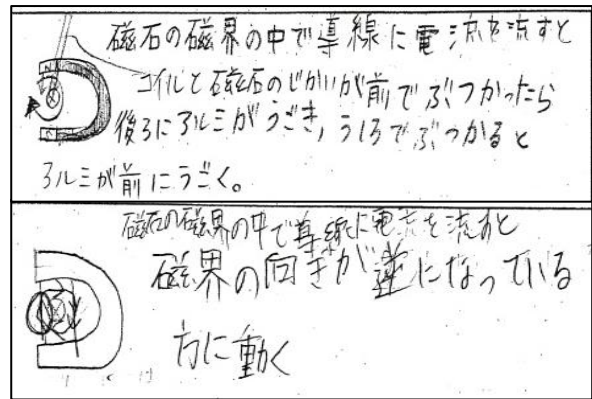 磁石の磁界の中で導線に電流を流すと
コイルと磁石のじかいが前でぶつかったら
後ろにアルミがうごき,うしろでぶつかると
アルミが前にうごく。
磁石の磁界の中で導線に電流を流すと
磁界の向きが逆になっている
方に動く